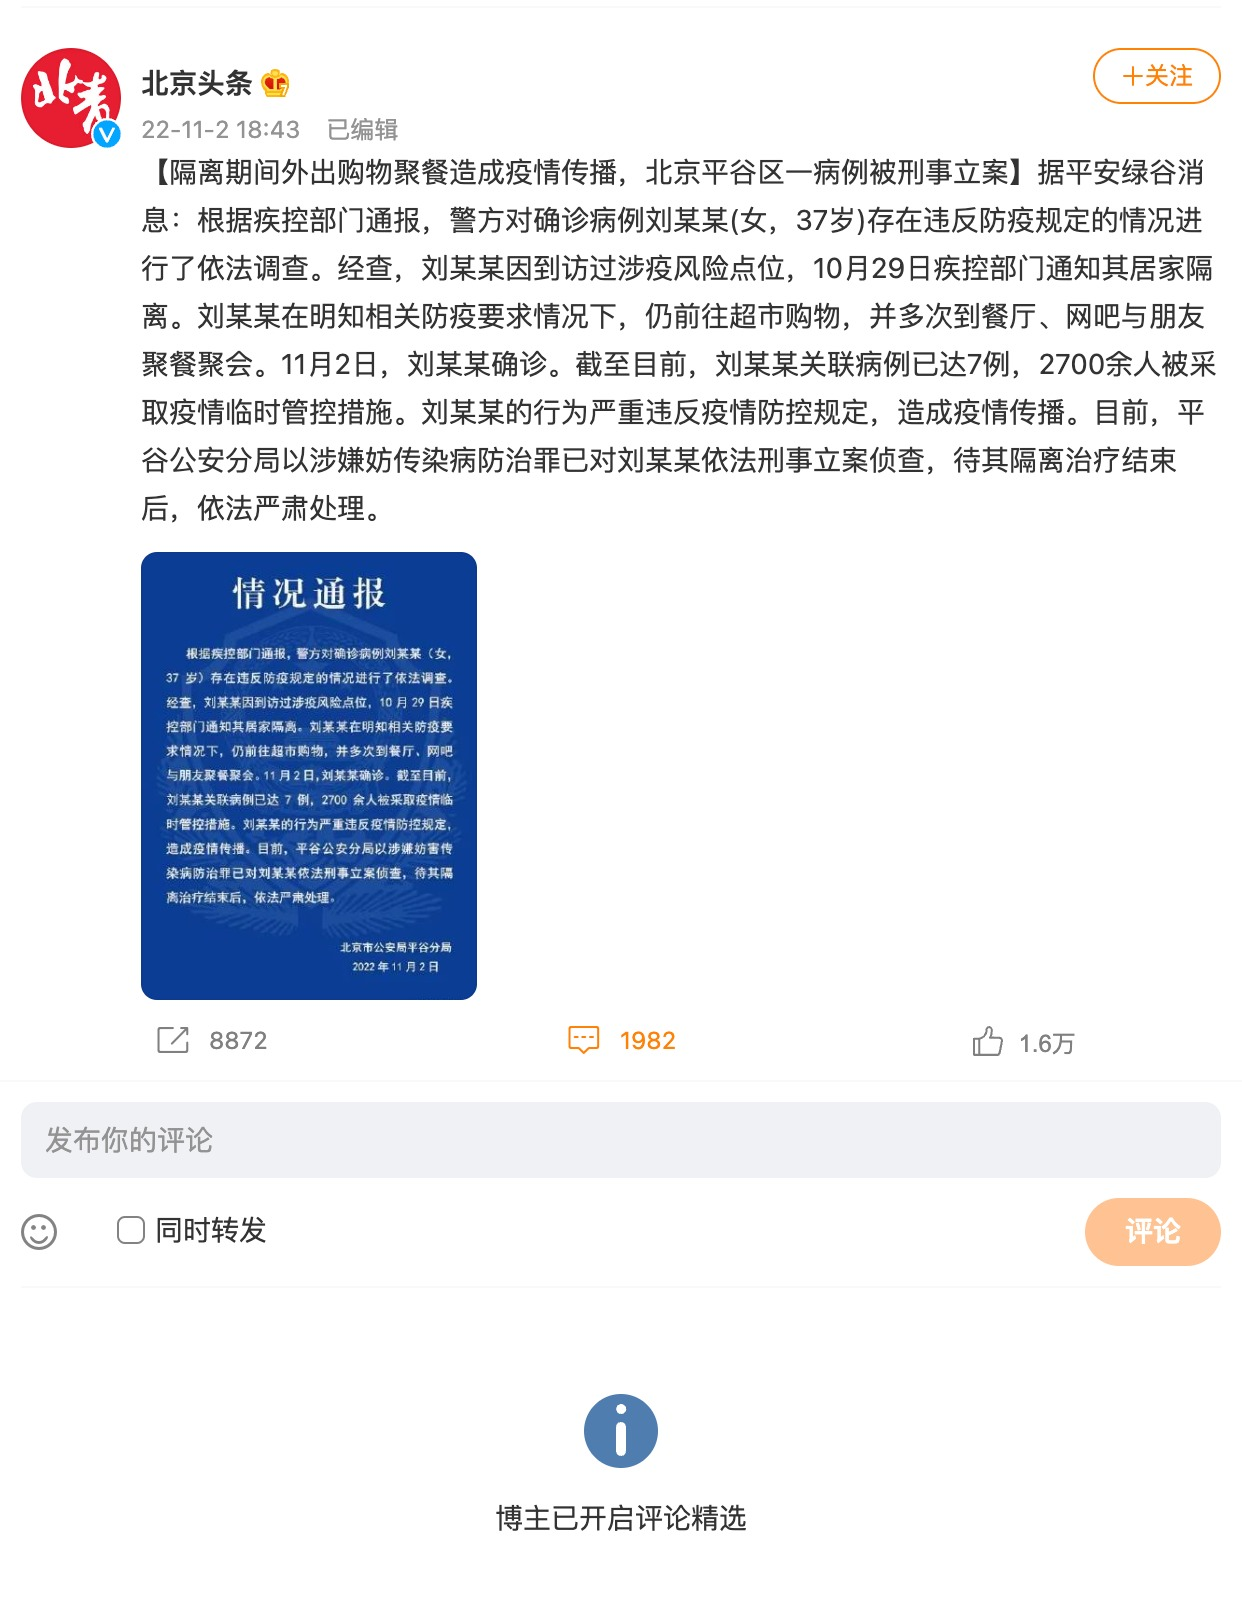 北青
北京头条
＋关注
22-11-2 18:43 已编辑
【隔离期间外出购物聚餐造成疫情传播，北京平谷区一病例被刑事立案】据平安绿谷消
息：根据疾控部门通报，警方对确诊病例刘某某(女，37岁)存在违反防疫规定的情况进
行了依法调查。经查，刘某某因到访过涉疫风险点位，10月29日疾控部门通知其居家隔
离。刘某某在明知相关防疫要求情况下，仍前往超市购物，并多次到餐厅、网吧与朋友
聚餐聚会。11月2日，刘某某确诊。截至目前，刘某某关联病例已达7例，2700余人被采
取疫情临时管控措施。刘某某的行为严重违反疫情防控规定，造成疫情传播。目前，平
谷公安分局以涉嫌妨传染病防治罪已对刘某某依法刑事立案侦查，待其隔离治疗结束
后，依法严肃处理。
情况通报
根据疾控部门通报，警方对确诊病例刘某某（女，
37 岁）存在违反防疫规定的情况进行了依法调查。
经查，刘某某因到访过涉疫风险点位，10 月 29 日疾
控部门通知其居家隔离。刘某某在明知相关防疫要
求情况下，仍前往超市购物，并多次到餐厅、网吧
与朋友聚餐聚会。11 月 2 日，刘某某确诊。截至目前，
刘某某关联病例已达 7 例，2700 余人被采取疫情临
时管控措施。刘某某的行为严重违反疫情防控规定，
造成疫情传播。目前，平谷公安分局以涉嫌妨害传
染病防治罪已对刘某某依法刑事立案侦查，待其隔
离治疗结束后，依法严肃处理。
北京市公安局平谷分局
2022 年 11 月 2 日
8872 1982 1.6万
发布你的评论
同时转发 评论
博主已开启评论精选